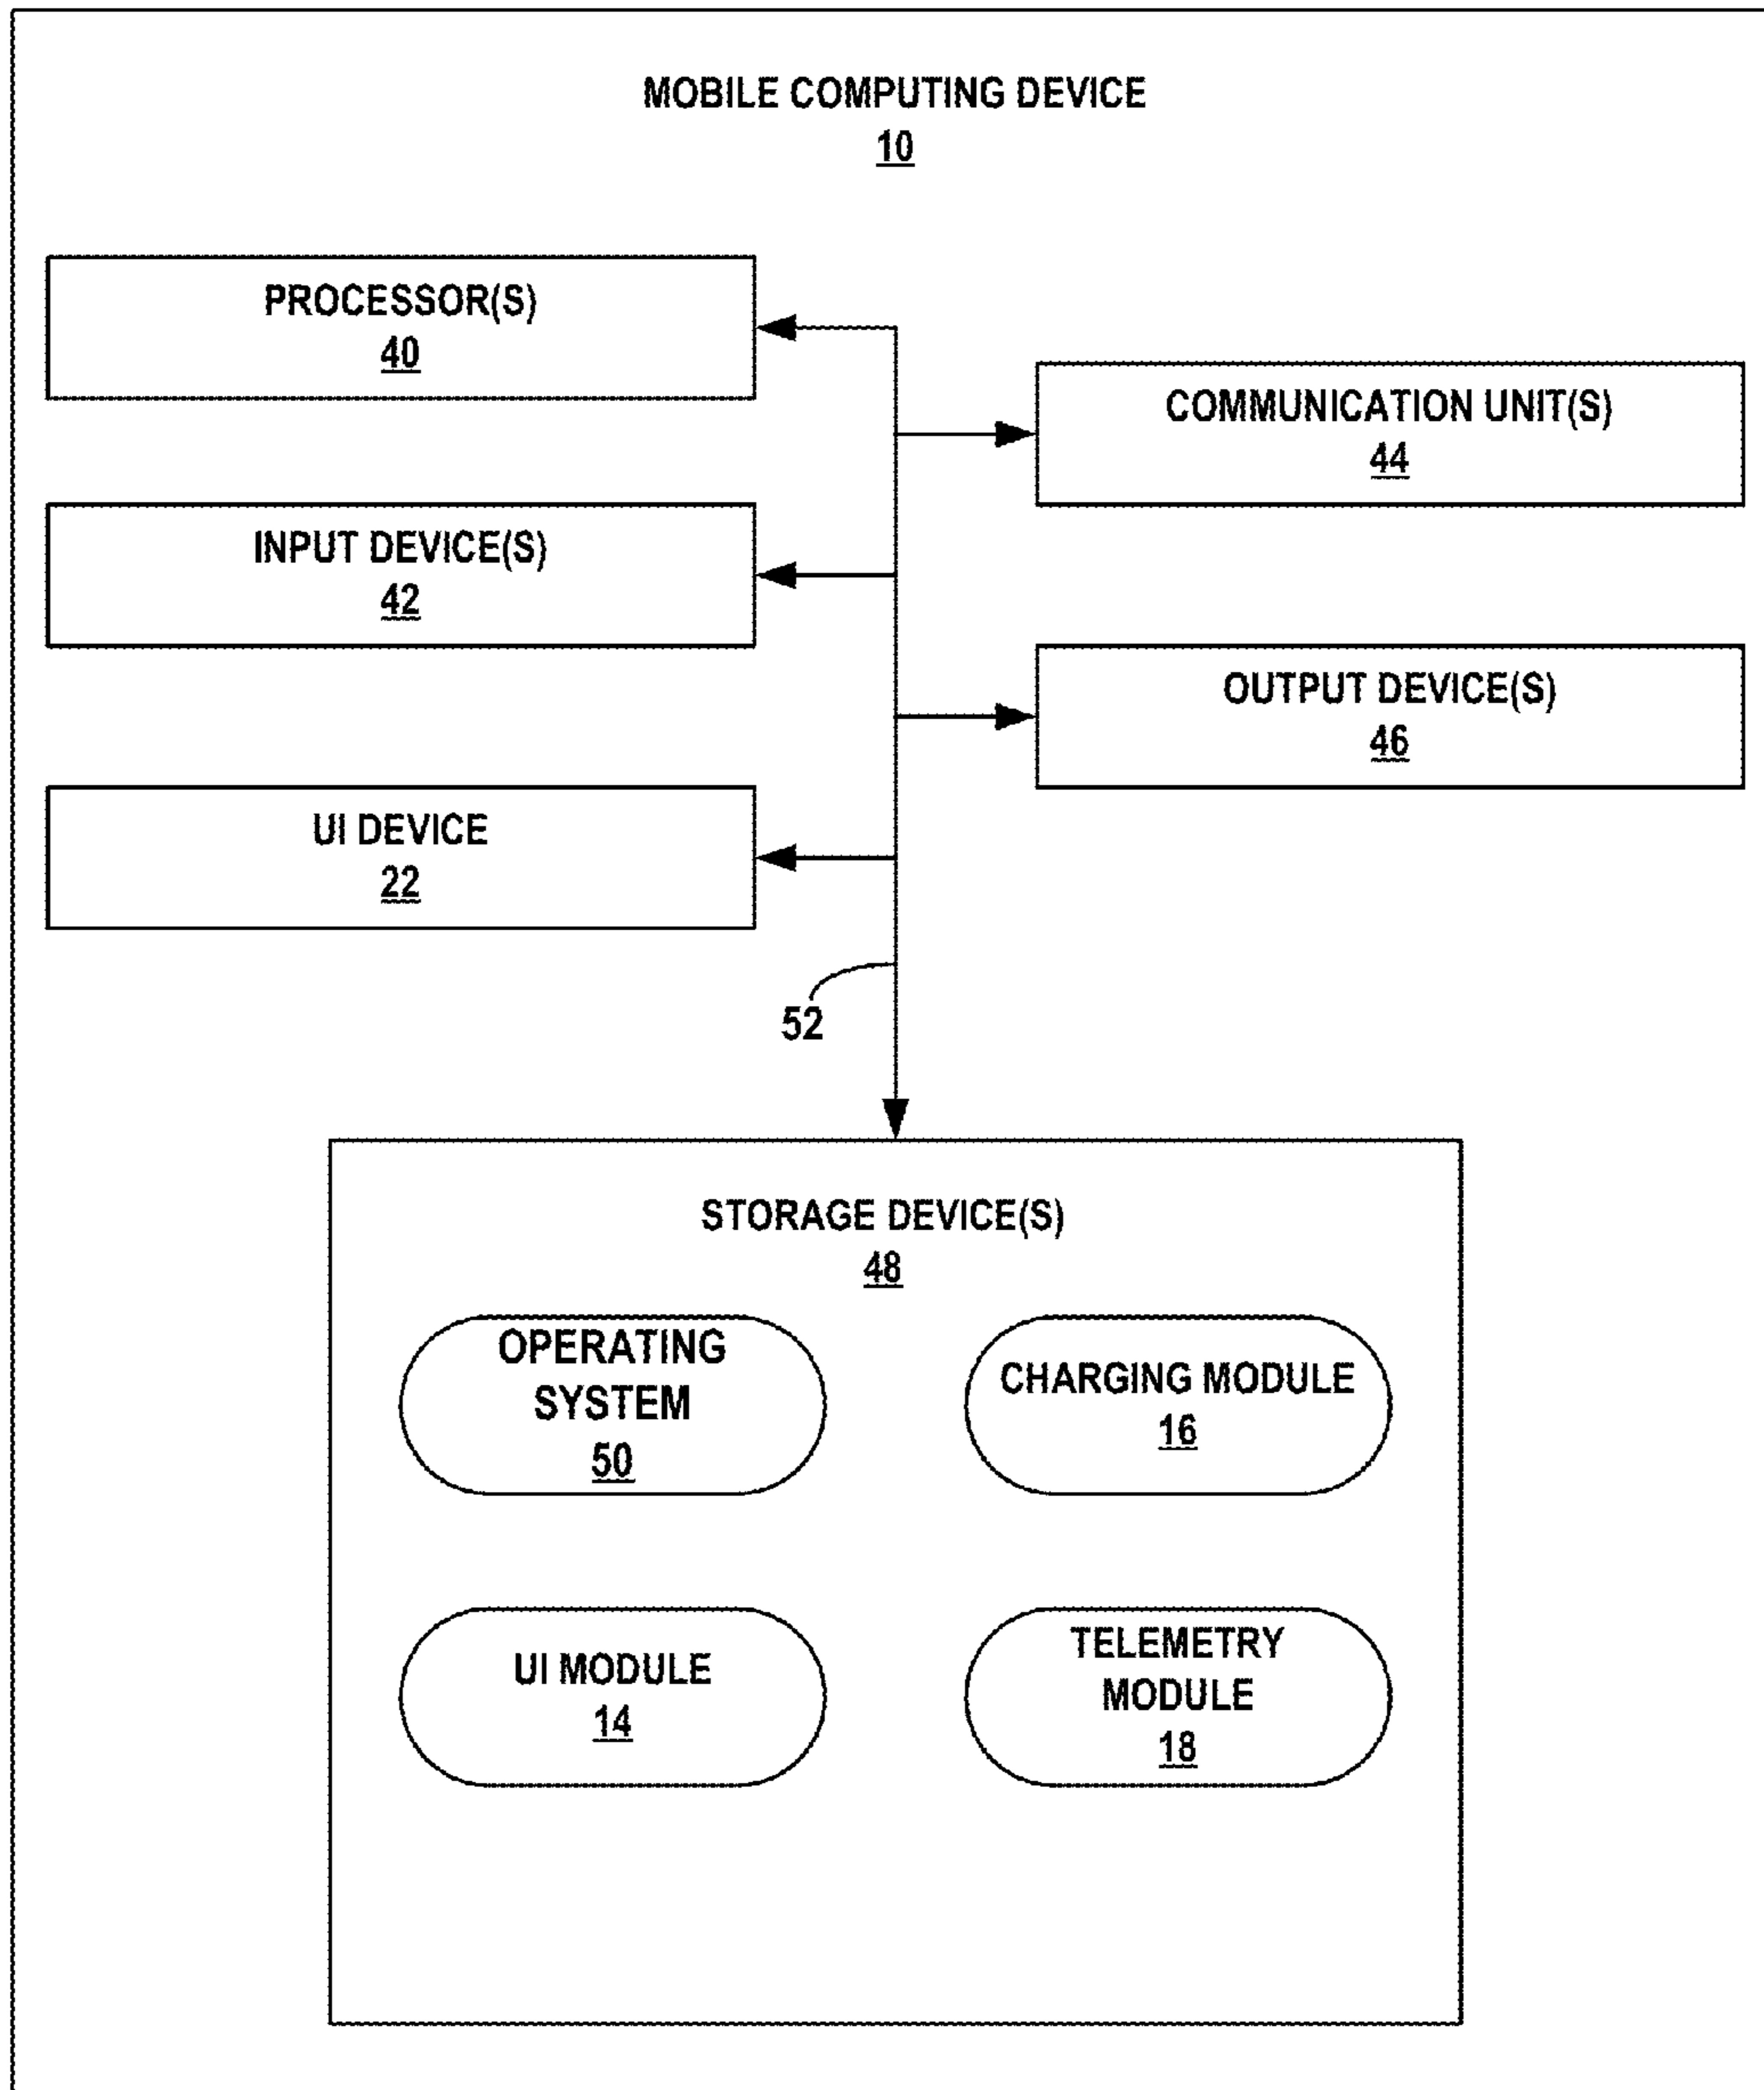 MOBILE COMPUTING DEVICE
10
PROCESSOR(S)
40
COMMUNICATION UNIT(S)
44
INPUT DEVICE(S)
42
OUTPUT DEVICE(S)
46
UI DEVICE
22
52
STORAGE DEVICE(S)
48
OPERATING
SYSTEM
50
CHARGING MODULE
16
UI MODULE
14
TELEMETRY
MODULE
18